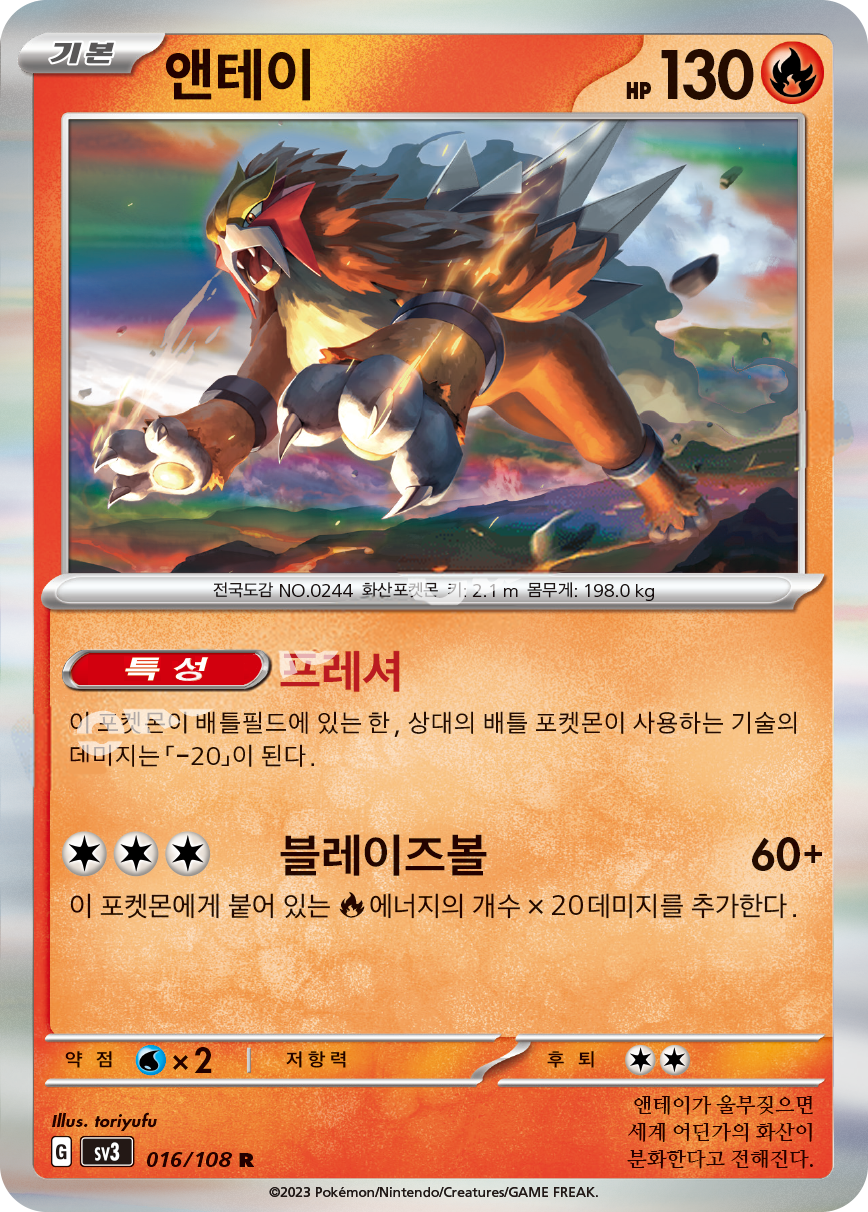 기본 앤테이 HP 130
전국도감 NO.0244 화산포켓몬 키: 2.1 m 몸무게: 198.0 kg
특성 프레셔
이 포켓몬이 배틀필드에 있는 한, 상대의 배틀 포켓몬이 사용하는 기술의
데미지는 「-20」이 된다.
블레이즈볼 60+
이 포켓몬에게 붙어 있는 에너지의 개수 × 20데미지를 추가한다.
약점 ×2 저항력 후퇴
앤테이가 울부짖으면
세계 어딘가의 화산이
분화한다고 전해진다.
Illus. toriyufu
G sv3 016/108 R
©2023 Pokémon/Nintendo/Creatures/GAME FREAK.